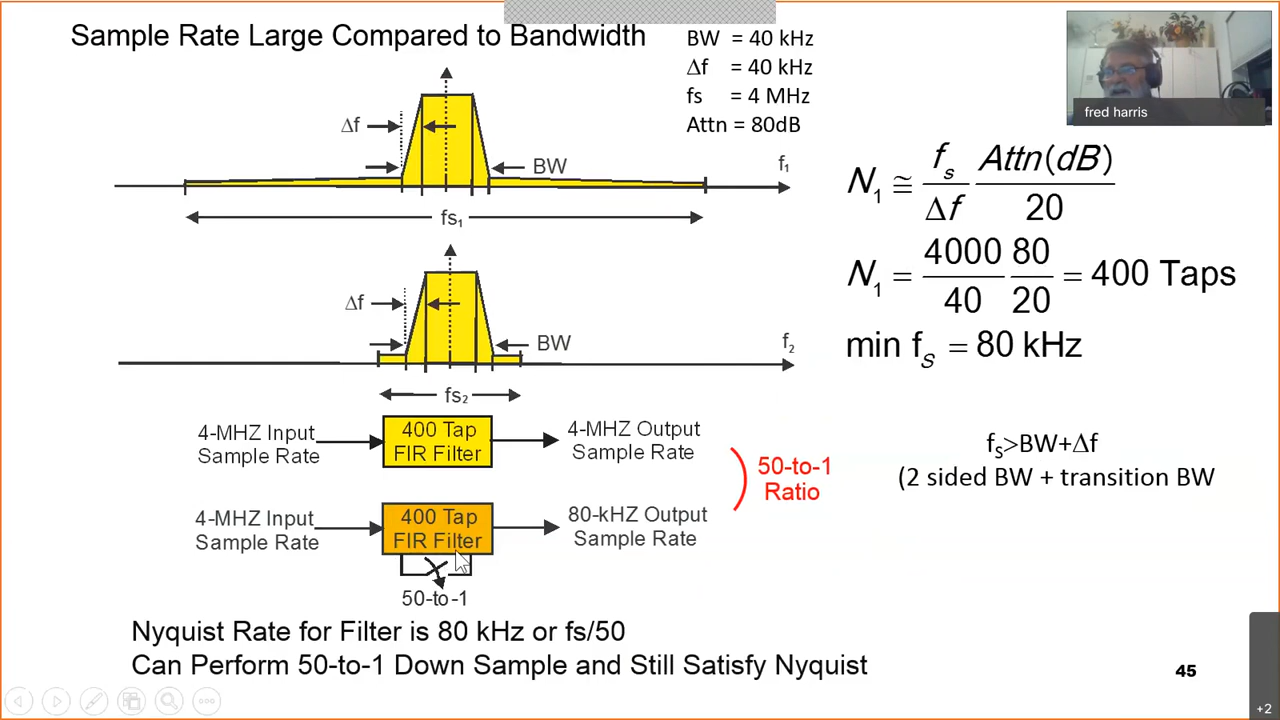 Sample Rate Large Compared to Bandwidth
BW = 40 kHz
Δf = 40 kHz
fs = 4 MHz
Attn = 80dB
fred harris
Δf
BW
f₁
fs₁
N₁ ≅ fₛ/Δf Attn(dB)/20
N₁ = 4000/40 80/20 = 400 Taps
min fₛ = 80 kHz
Δf
BW
f₂
fs₂
4-MHZ Input
Sample Rate
400 Tap
FIR Filter
4-MHZ Output
Sample Rate
50-to-1
Ratio
fₛ>BW+Δf
(2 sided BW + transition BW
4-MHZ Input
Sample Rate
400 Tap
FIR Filter
80-kHZ Output
Sample Rate
50-to-1
Nyquist Rate for Filter is 80 kHz or fs/50
Can Perform 50-to-1 Down Sample and Still Satisfy Nyquist
45
+2